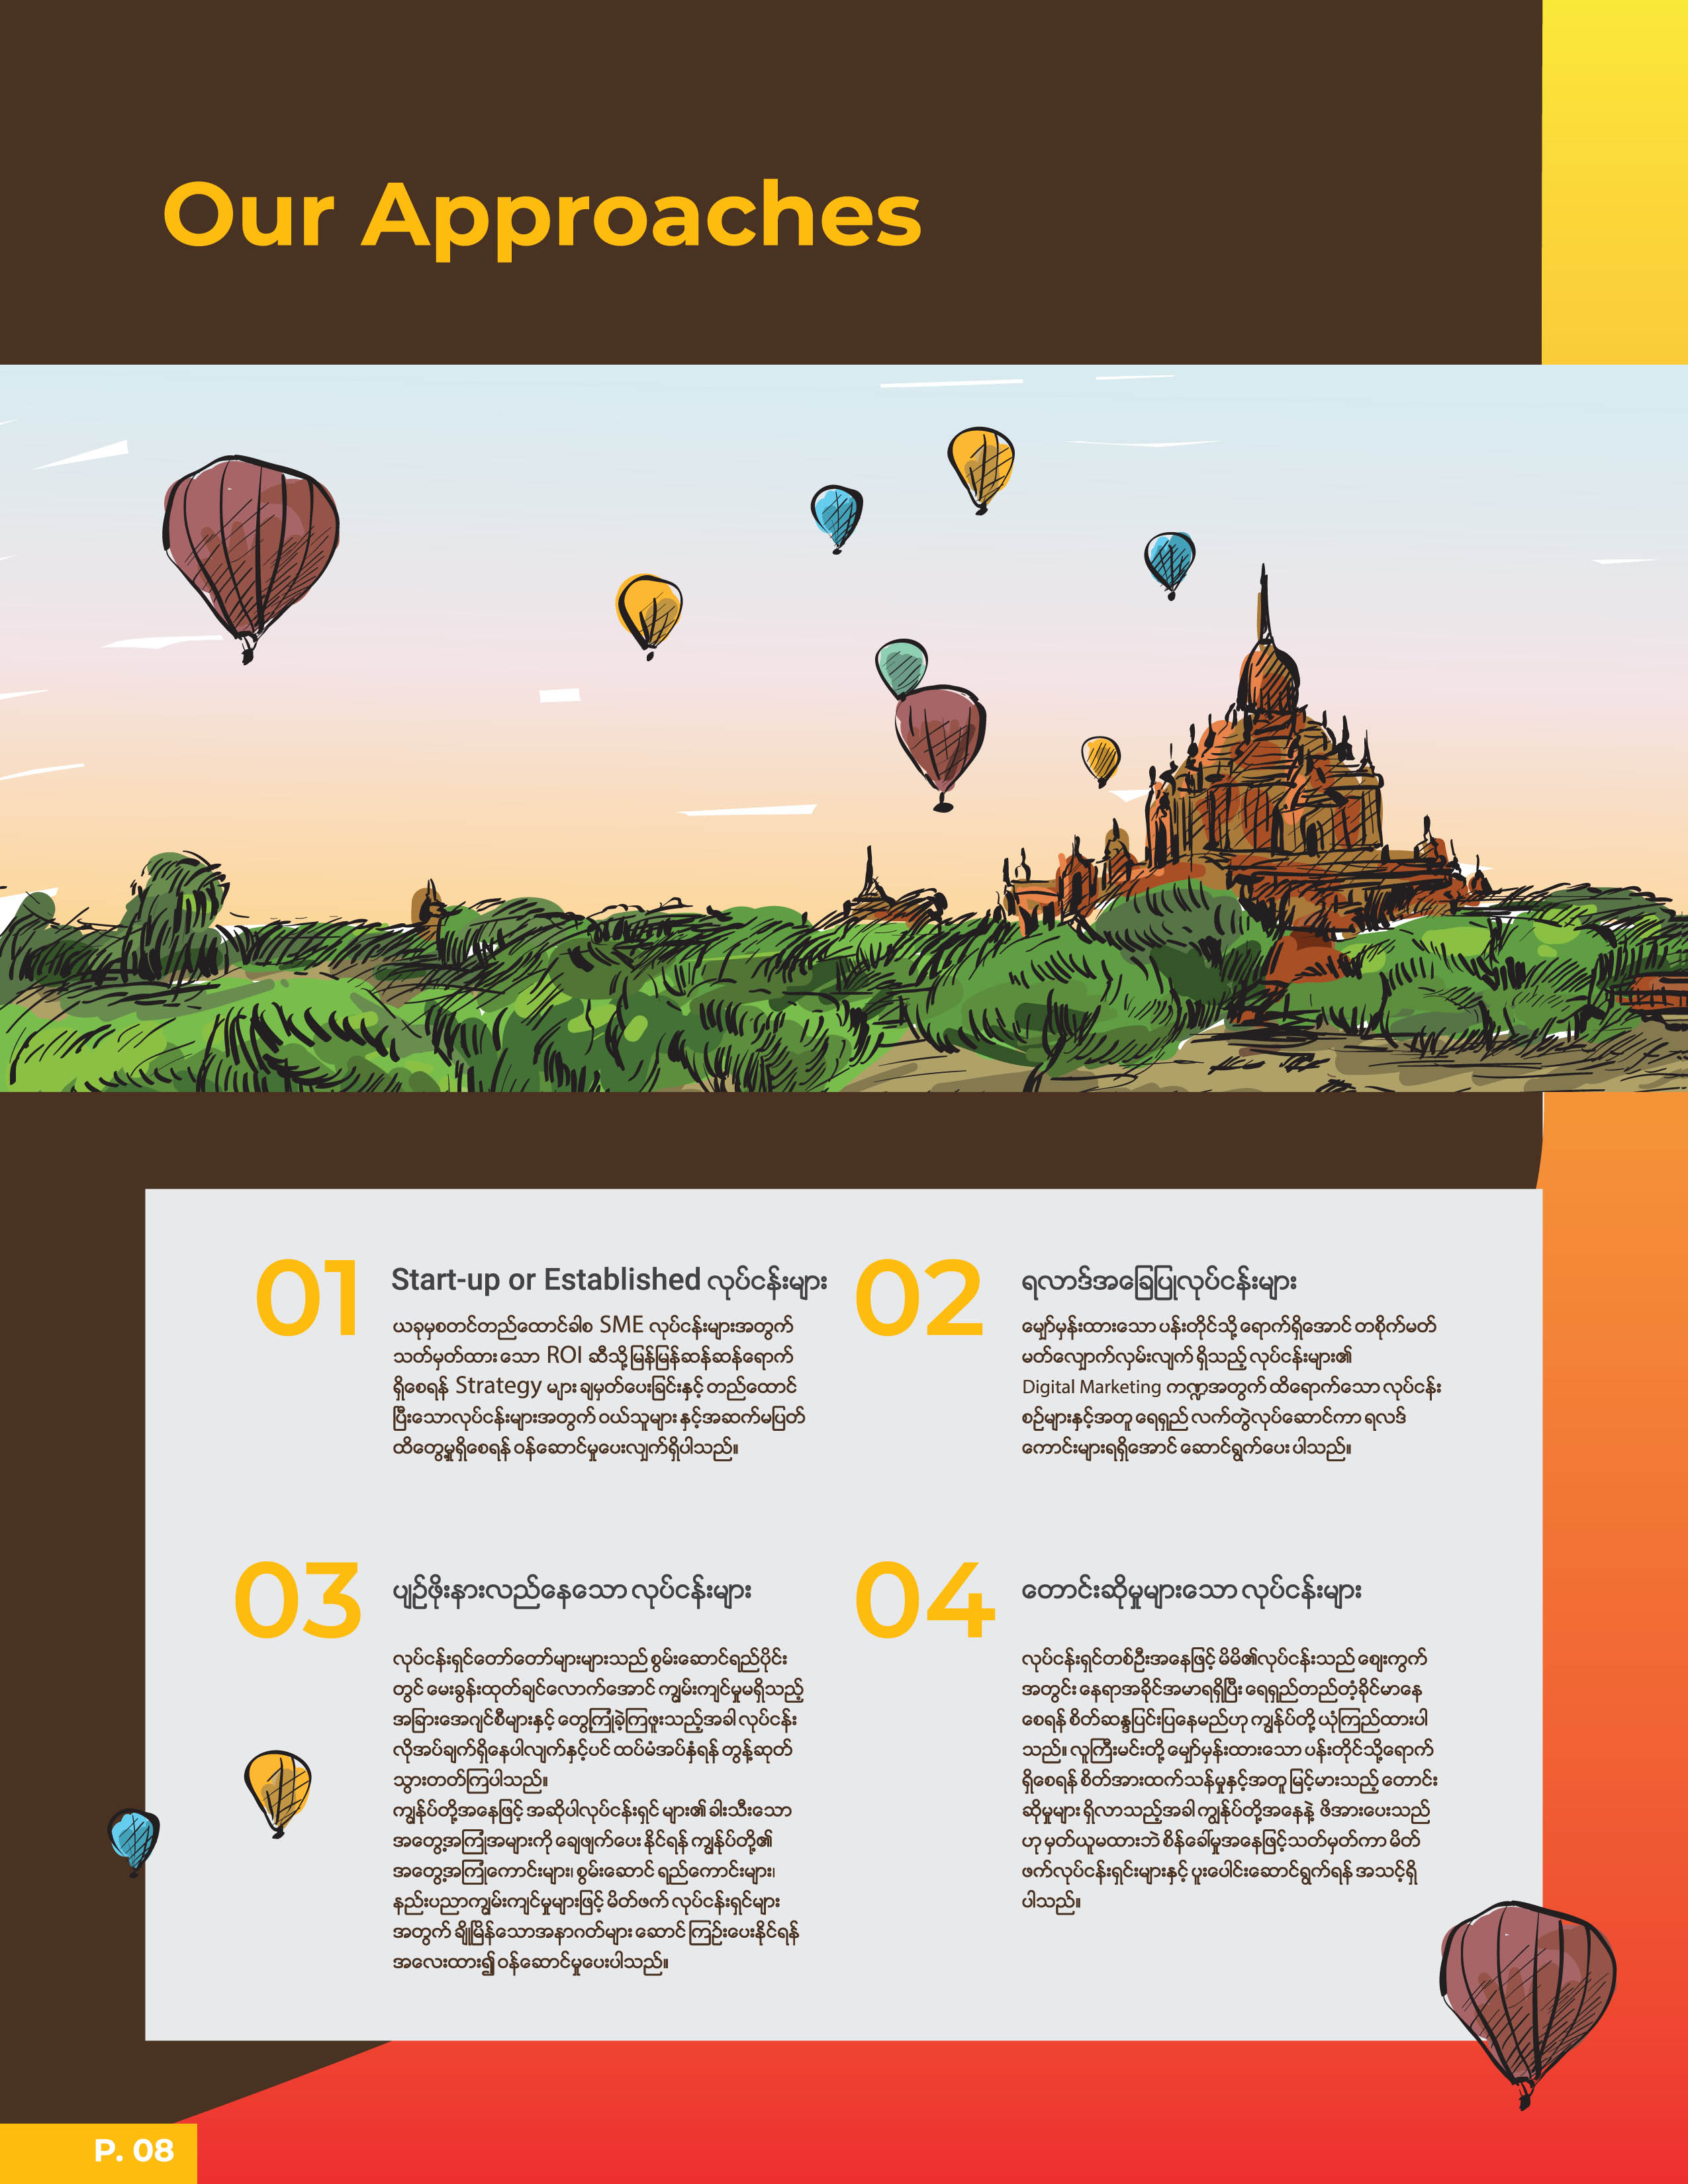 Our Approaches
01
Start-up or Established လုပ်ငန်းများ
ယခုမှစတင်တည်ထောင်ခါစ SME လုပ်ငန်းများအတွက်
သတ်မှတ်ထားသော ROI ဆီသို့မြန်မြန်ဆန်ဆန်ရောက်
ရှိစေရန် Strategy များ ချမှတ်ပေးခြင်းနှင့် တည်ထောင်
ပြီးသောလုပ်ငန်းများအတွက် ဝယ်သူများ နှင့်အဆက်မပြတ်
ထိတွေ့မှုရှိစေရန် ဝန်ဆောင်မှုပေးလျက်ရှိပါသည်။
02
ရလာဒ်အခြေပြုလုပ်ငန်းများ
မျှော်မှန်းထားသော ပန်းတိုင်သို့ ရောက်ရှိအောင် တစိုက်မတ်
မတ်လျှောက်လှမ်းလျက် ရှိသည့် လုပ်ငန်းများ၏
Digital Marketing ကဏ္ဍအတွက် ထိရောက်သော လုပ်ငန်း
စဉ်များနှင့်အတူ ရေရှည် လက်တွဲလုပ်ဆောင်ကာ ရလဒ်
ကောင်းများရရှိအောင် ဆောင်ရွက်ပေး ပါသည်။
03
ပျဉ်ဖိုးနားလည်နေသော လုပ်ငန်းများ
လုပ်ငန်းရှင်တော်တော်များများသည် စွမ်းဆောင်ရည်ပိုင်း
တွင် မေးခွန်းထုတ်ချင်လောက်အောင် ကျွမ်းကျင်မှုမရှိသည့်
အခြားအေဂျင်စီများနှင့် တွေ့ကြုံခဲ့ကြဖူးသည့်အခါ လုပ်ငန်း
လိုအပ်ချက်ရှိနေပါလျက်နှင့်ပင် ထပ်မံအပ်နှံရန် တွန့်ဆုတ်
သွားတတ်ကြပါသည်။
ကျွန်ုပ်တို့အနေဖြင့် အဆိုပါလုပ်ငန်းရှင် များ၏ ခါးသီးသော
အတွေ့အကြုံအများကို ချေဖျက်ပေး နိုင်ရန် ကျွန်ုပ်တို့၏
အတွေ့အကြုံကောင်းများ၊ စွမ်းဆောင် ရည်ကောင်းများ၊
နည်းပညာကျွမ်းကျင်မှုများဖြင့် မိတ်ဖက် လုပ်ငန်းရှင်များ
အတွက် ချိုမြိန်သောအနာဂတ်များ ဆောင် ကြဉ်းပေးနိုင်ရန်
အလေးထား၍ ဝန်ဆောင်မှုပေးပါသည်။
04
တောင်းဆိုမှုများသော လုပ်ငန်းများ
လုပ်ငန်းရှင်တစ်ဦးအနေဖြင့် မိမိ၏လုပ်ငန်းသည် ဈေးကွက်
အတွင်း နေရာအခိုင်အမာရရှိပြီး ရေရှည်တည်တံ့ခိုင်မာနေ
စေရန် စိတ်ဆန္ဒပြင်းပြနေမည်ဟု ကျွန်ုပ်တို့ ယုံကြည်ထားပါ
သည်။ လူကြီးမင်းတို့ မျှော်မှန်းထားသော ပန်းတိုင်သို့ရောက်
ရှိစေရန် စိတ်အားထက်သန်မှုနှင့်အတူ မြင့်မားသည့် တောင်း
ဆိုမှုများ ရှိလာသည့်အခါ ကျွန်ုပ်တို့အနေနဲ့ ဖိအားပေးသည်
ဟု မှတ်ယူမထားဘဲ စိန်ခေါ်မှုအနေဖြင့်သတ်မှတ်ကာ မိတ်
ဖက်လုပ်ငန်းရှင်းများနှင့် ပူးပေါင်းဆောင်ရွက်ရန် အသင့်ရှိ
ပါသည်။
P. 08